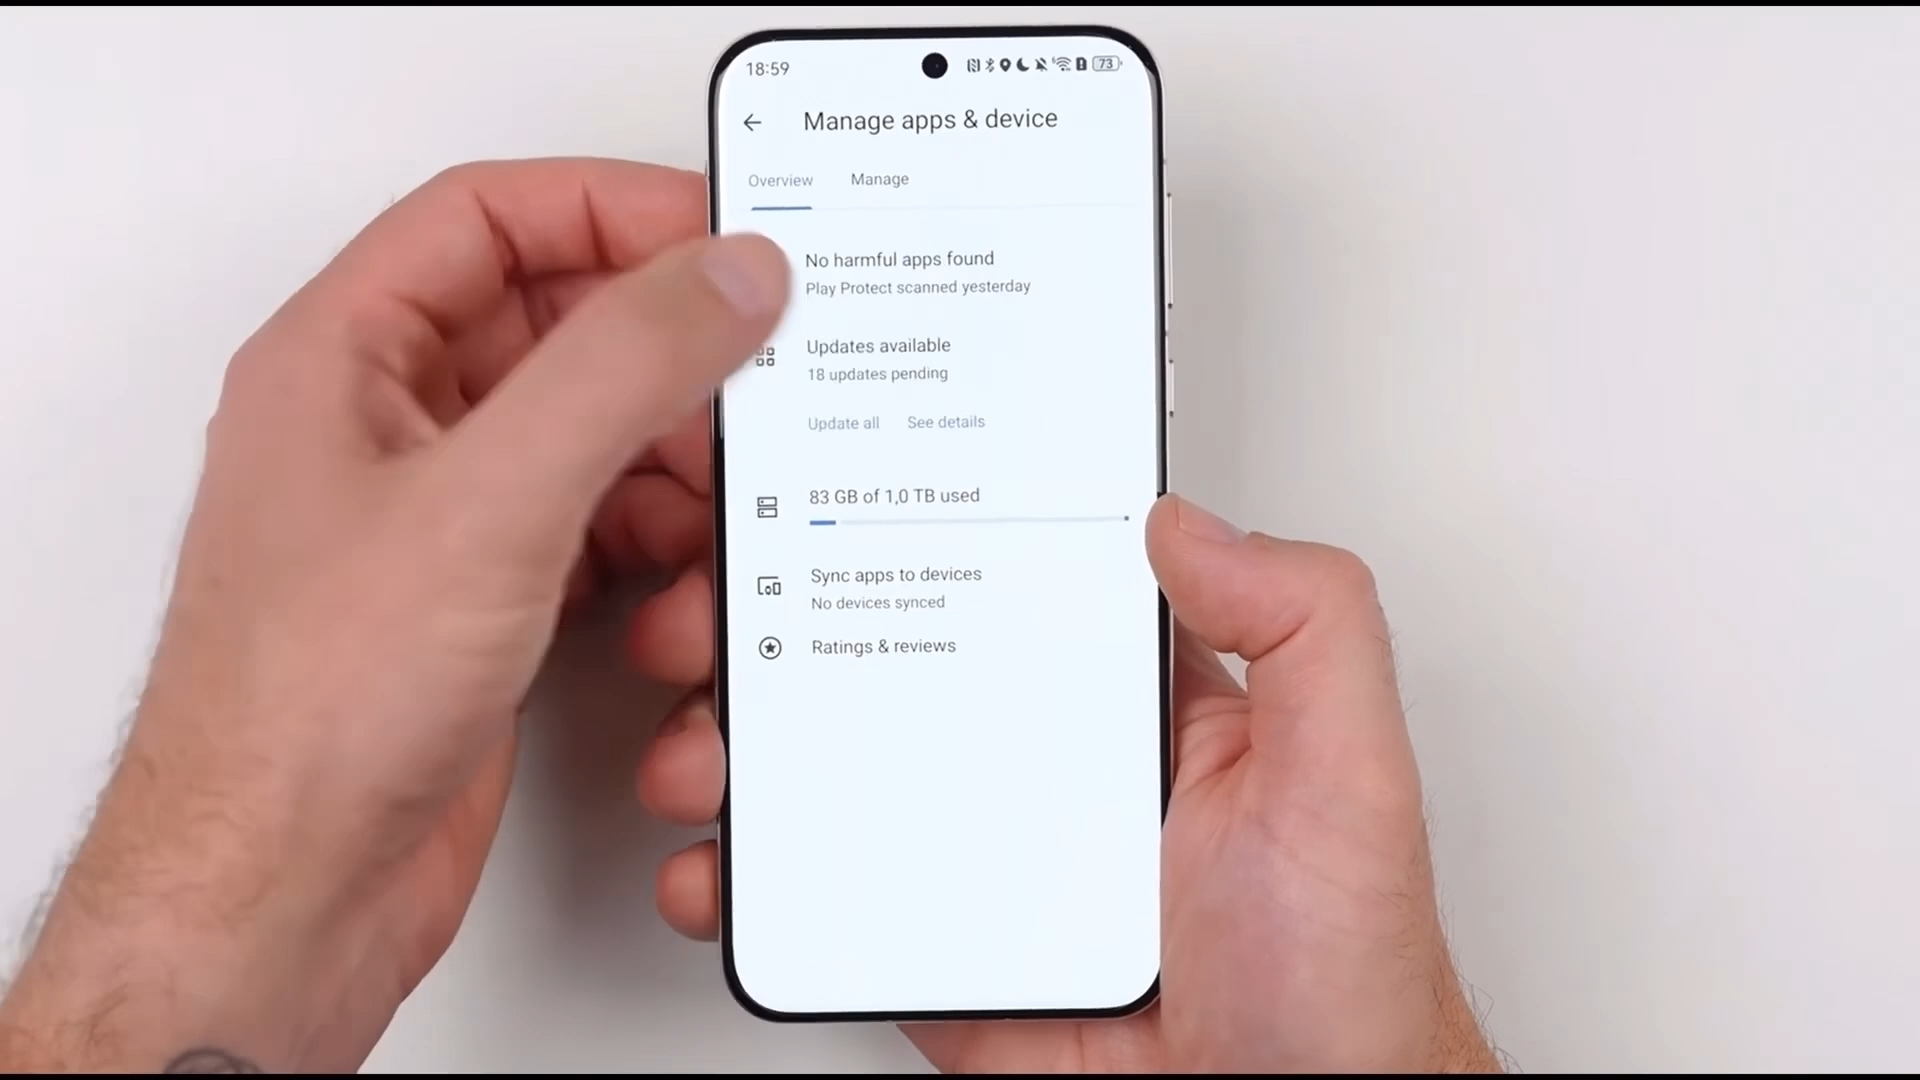 18:59
73
Manage apps & device
Overview Manage
No harmful apps found
Play Protect scanned yesterday
Updates available
18 updates pending
Update all See details
83 GB of 1,0 TB used
Sync apps to devices
No devices synced
Ratings & reviews